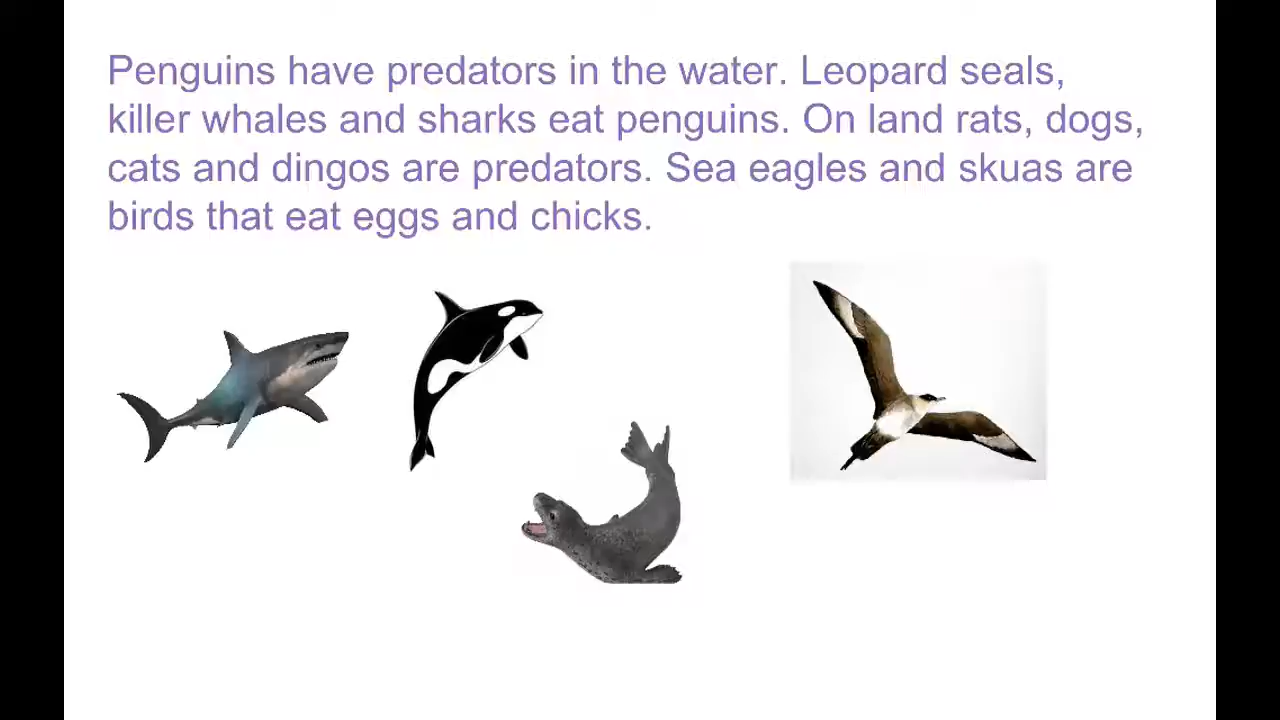 Penguins have predators in the water. Leopard seals,
killer whales and sharks eat penguins. On land rats, dogs,
cats and dingos are predators. Sea eagles and skuas are
birds that eat eggs and chicks.